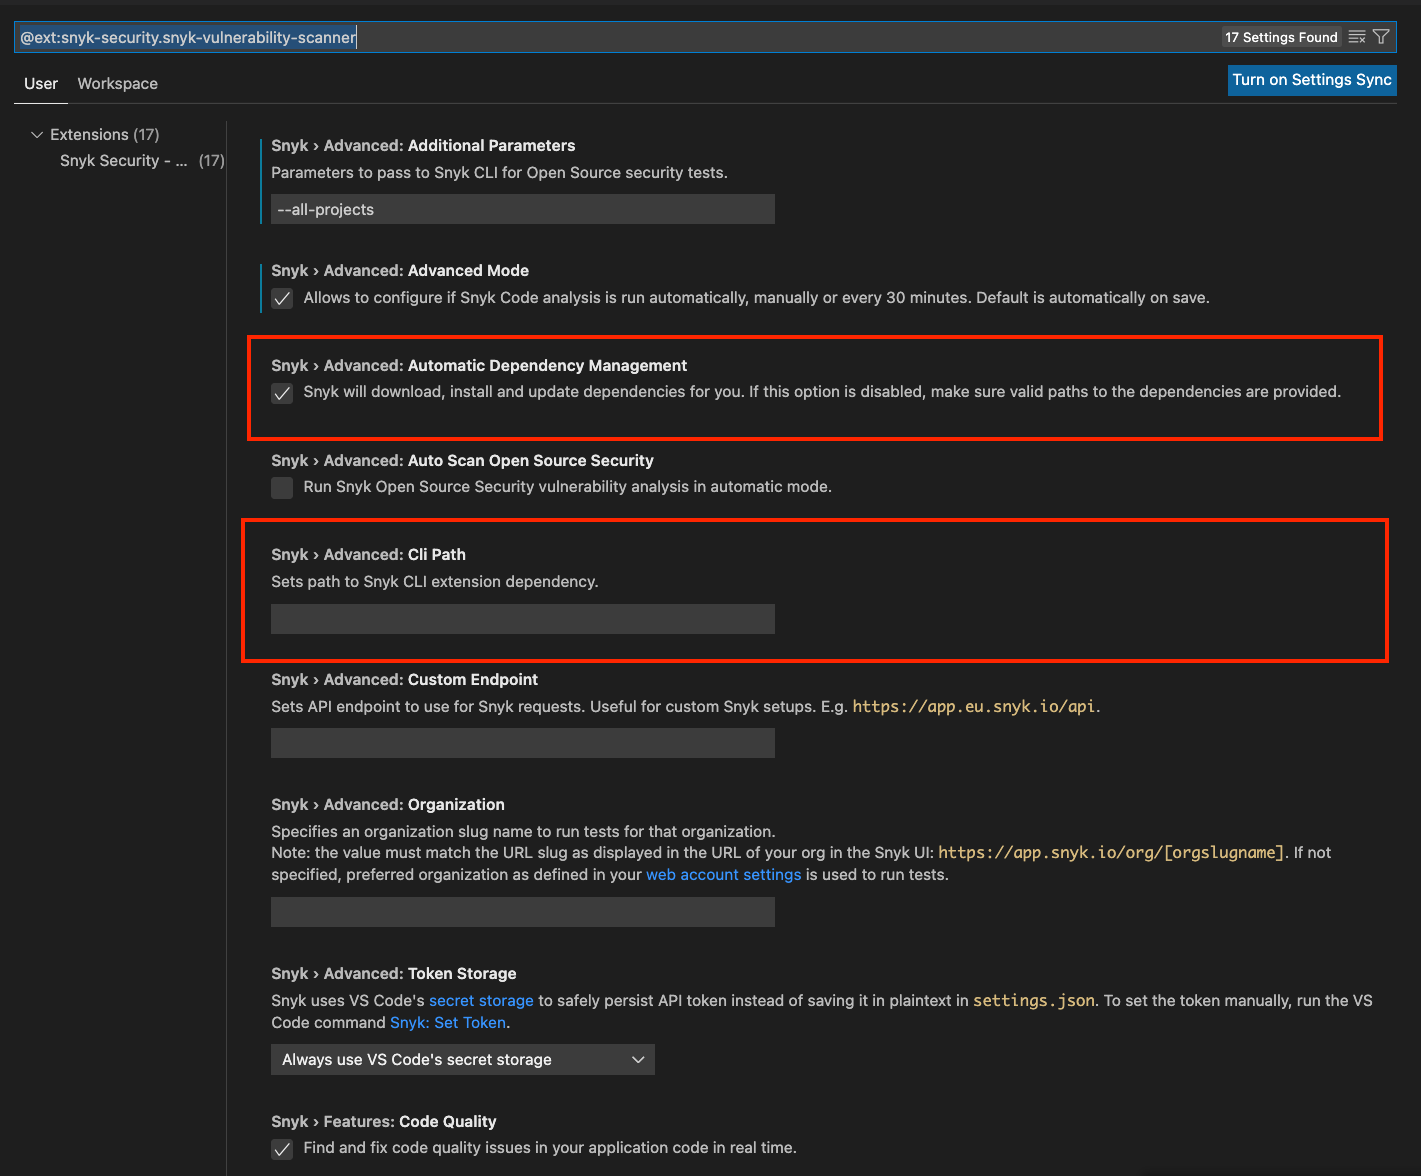 @ext:snyk-security.snyk-vulnerability-scanner
17 Settings Found
User
Workspace
Turn on Settings Sync
Extensions (17)
Snyk Security - ... (17)
Snyk › Advanced: Additional Parameters
Parameters to pass to Snyk CLI for Open Source security tests.
--all-projects
Snyk › Advanced: Advanced Mode
Allows to configure if Snyk Code analysis is run automatically, manually or every 30 minutes. Default is automatically on save.
Snyk › Advanced: Automatic Dependency Management
Snyk will download, install and update dependencies for you. If this option is disabled, make sure valid paths to the dependencies are provided.
Snyk › Advanced: Auto Scan Open Source Security
Run Snyk Open Source Security vulnerability analysis in automatic mode.
Snyk › Advanced: Cli Path
Sets path to Snyk CLI extension dependency.
Snyk › Advanced: Custom Endpoint
Sets API endpoint to use for Snyk requests. Useful for custom Snyk setups. E.g. https://app.eu.snyk.io/api.
Snyk › Advanced: Organization
Specifies an organization slug name to run tests for that organization.
Note: the value must match the URL slug as displayed in the URL of your org in the Snyk UI: https://app.snyk.io/org/[orgslugname]. If not
specified, preferred organization as defined in your web account settings is used to run tests.
Snyk › Advanced: Token Storage
Snyk uses VS Code's secret storage to safely persist API token instead of saving it in plaintext in settings.json. To set the token manually, run the VS
Code command Snyk: Set Token.
Always use VS Code's secret storage
Snyk › Features: Code Quality
Find and fix code quality issues in your application code in real time.